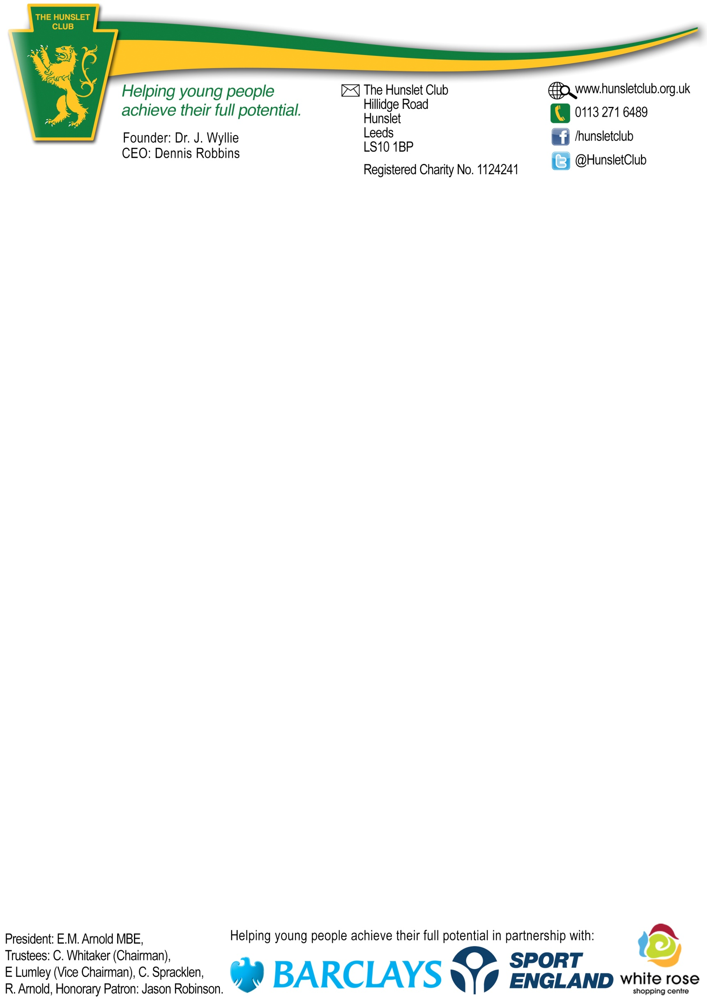 THE HUNSLET
CLUB
Helping young people
achieve their full potential.
Founder: Dr. J. Wyllie
CEO: Dennis Robbins
The Hunslet Club
Hillidge Road
Hunslet
Leeds
LS10 1BP
Registered Charity No. 1124241
www.hunsletclub.org.uk
0113 271 6489
/hunsletclub
@HunsletClub
President: E.M. Arnold MBE,
Trustees: C. Whitaker (Chairman),
E Lumley (Vice Chairman), C. Spracklen,
R. Arnold, Honorary Patron: Jason Robinson.
Helping young people achieve their full potential in partnership with:
BARCLAYS
SPORT
ENGLAND
white rose
shopping centre